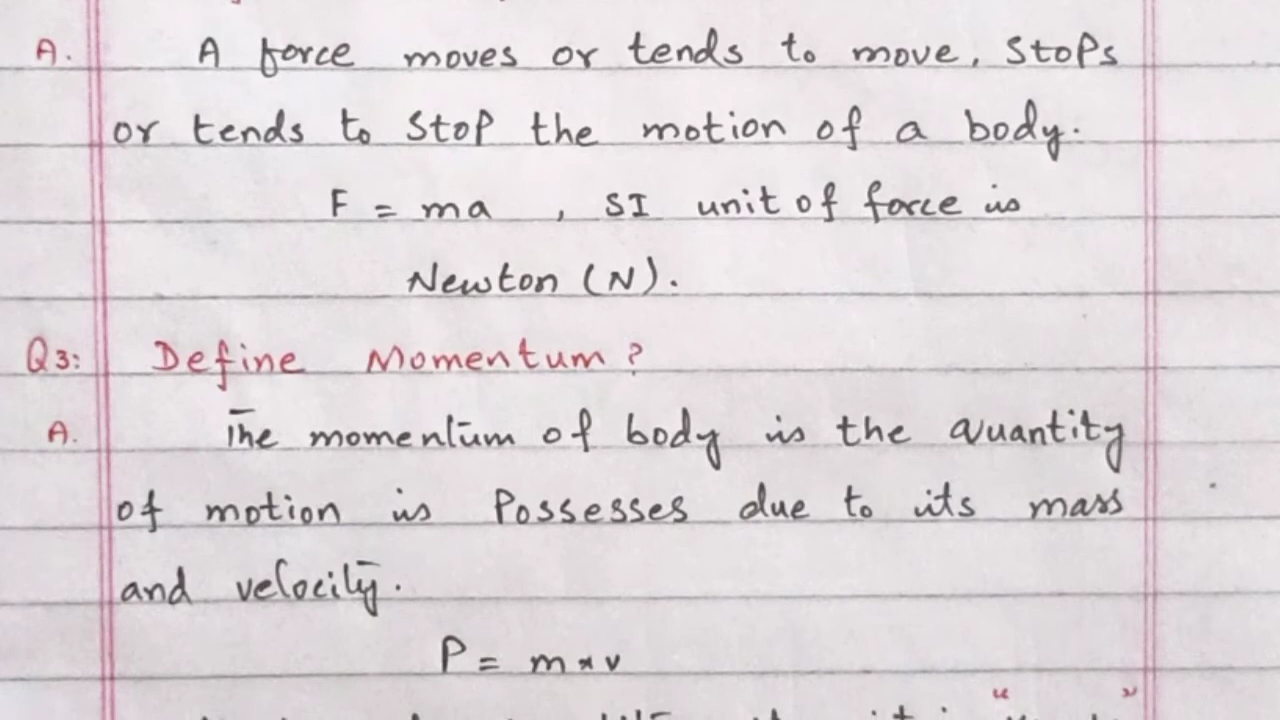 A. A force moves or tends to move, stops
or tends to stop the motion of a body.
F = ma , SI unit of force is
Newton (N).
Q3: Define Momentum?
A. The momentum of body is the quantity
of motion is Possesses due to its mass
and velocity.
P = m × v